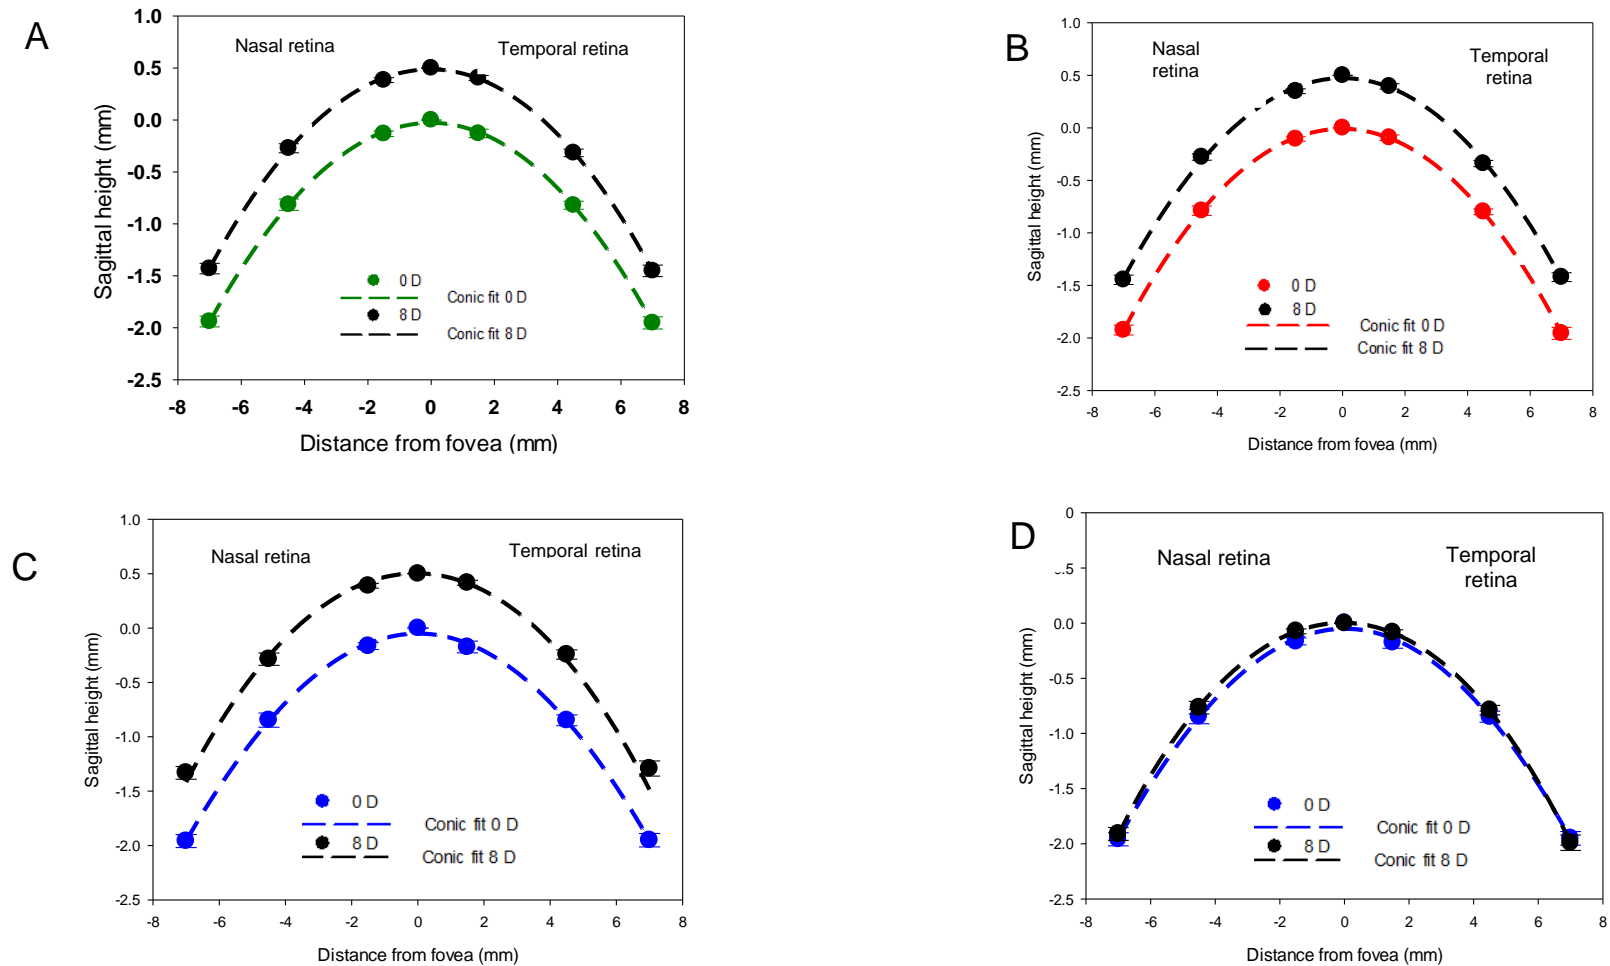 A
Nasal retina
Temporal retina
Sagittal height (mm)
1.0
0.5
0.0
-0.5
-1.0
-1.5
-2.0
-2.5
0 D
Conic fit 0 D
8 D
Conic fit 8 D
-8 -6 -4 -2 0 2 4 6 8
Distance from fovea (mm)
B
Nasal
retina
Temporal
retina
Sagittal height (mm)
1.0
0.5
0.0
-0.5
-1.0
-1.5
-2.0
-2.5
0 D
8 D
Conic fit 0 D
Conic fit 8 D
-8 -6 -4 -2 0 2 4 6 8
Distance from fovea (mm)
C
Nasal retina
Temporal retina
Sagittal height (mm)
1.0
0.5
0.0
-0.5
-1.0
-1.5
-2.0
-2.5
0 D
Conic fit 0 D
8 D
Conic fit 8 D
-8 -6 -4 -2 0 2 4 6 8
Distance from fovea (mm)
D
Nasal retina
Temporal
retina
Sagittal height (mm)
0
.5
0.0
-0.5
-1.0
-1.5
-2.0
-2.5
0 D
Conic fit 0 D
8 D
Conic fit 8 D
-8 -6 -4 -2 0 2 4 6 8
Distance from fovea (mm)